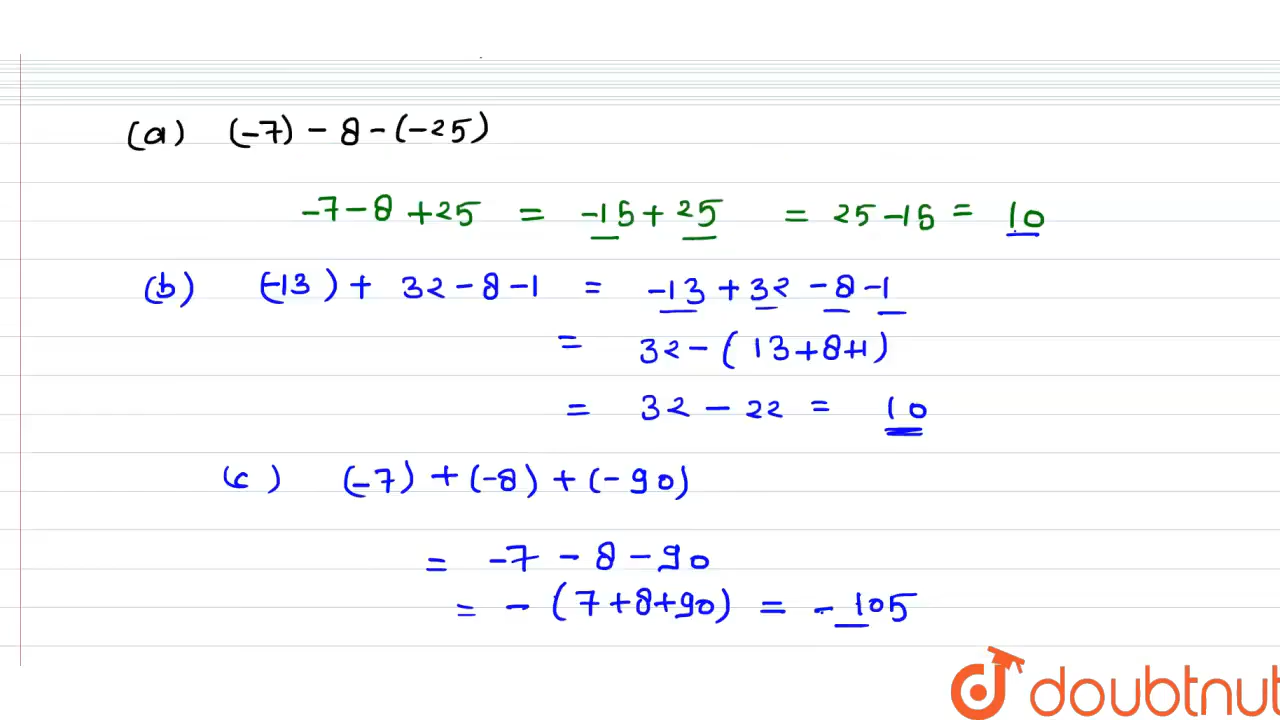 (a) (-7) - 8 - (-25)
-7 - 8 + 25 = -15 + 25 = 25 - 15 = 10
(b) (-13) + 32 - 8 - 1 = -13 + 32 - 8 - 1
= 32 - (13 + 8 + 1)
= 32 - 22 = 10
(c) (-7) + (-8) + (-90)
= -7 - 8 - 90
= - (7 + 8 + 90) = - 105
doubtnut